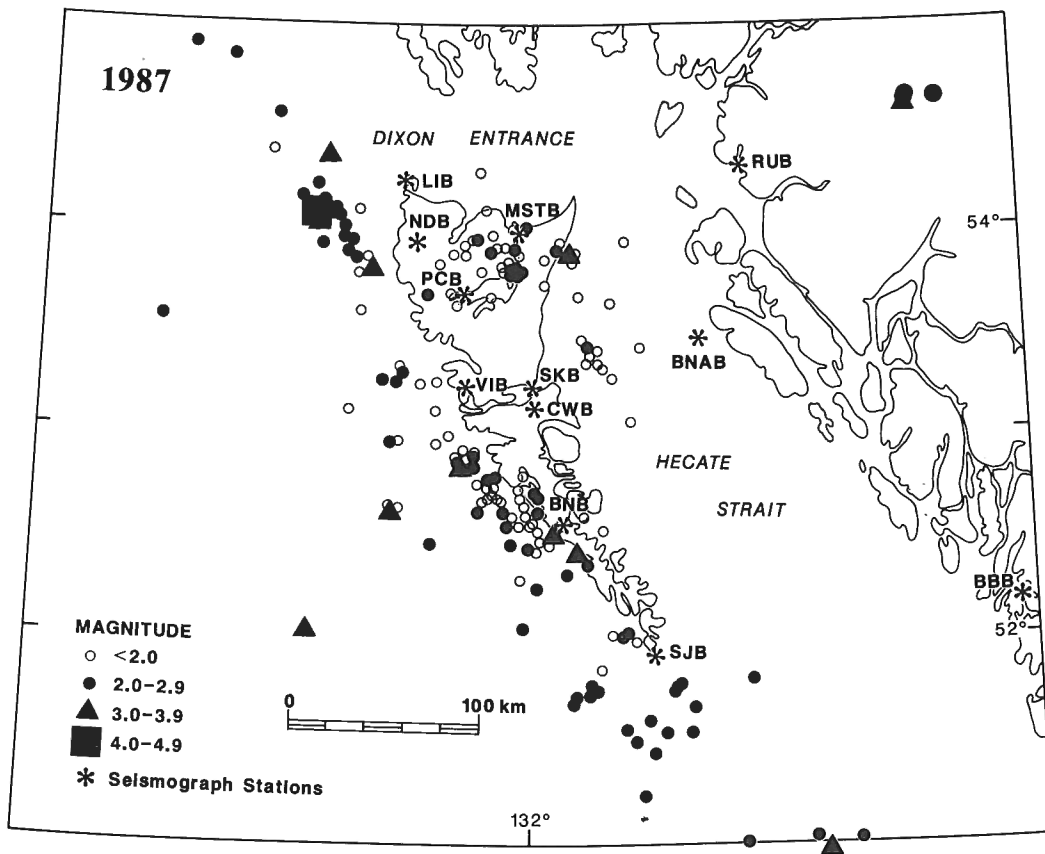 1987
DIXON ENTRANCE
RUB
LIB
MSTB
NDB
54°
PCB
BNAB
VIB
SKB
CWB
HECATE
STRAIT
BNB
BBB
52°
SJB
MAGNITUDE
<2.0
2.0–2.9
3.0–3.9
4.0–4.9
Seismograph Stations
0
100 km
132°